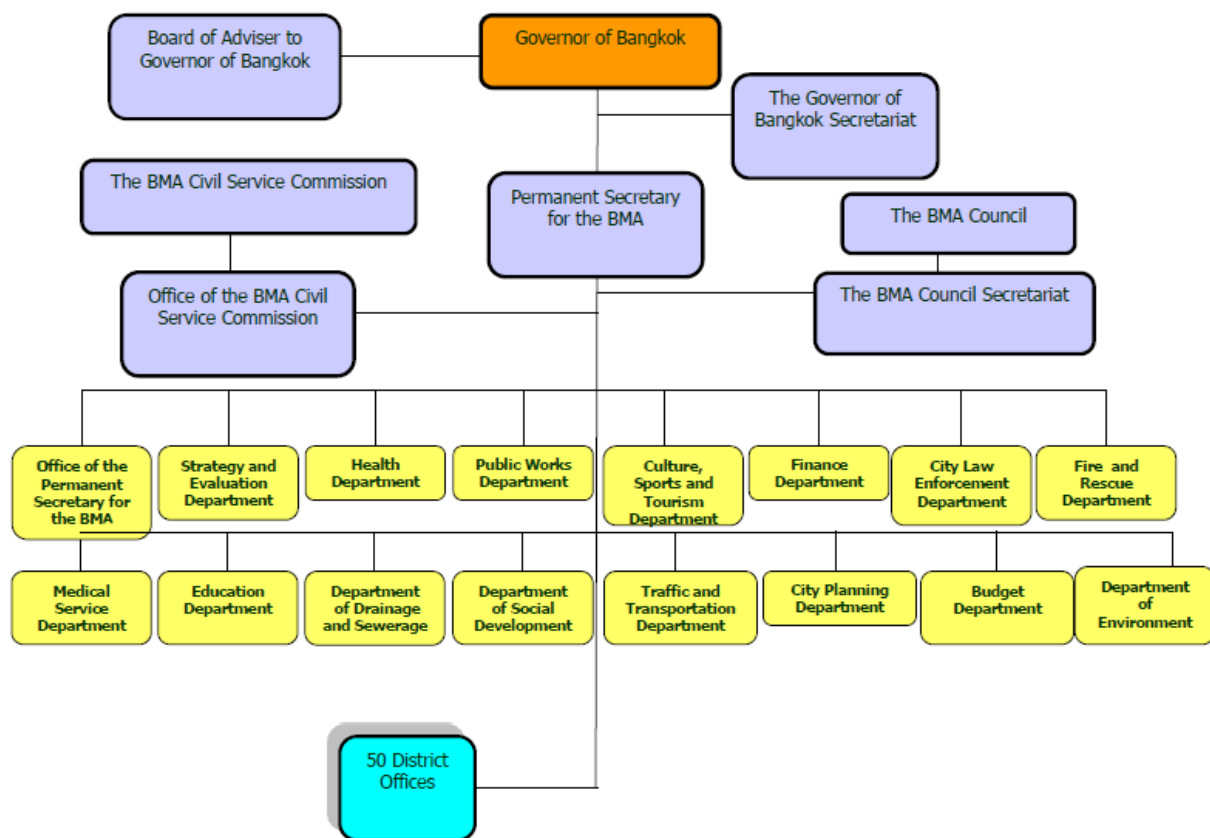 Board of Adviser to
Governor of Bangkok
Governor of Bangkok
The Governor of
Bangkok Secretariat
The BMA Civil Service Commission
Permanent Secretary
for the BMA
The BMA Council
Office of the BMA Civil
Service Commission
The BMA Council Secretariat
Office of the
Permanent
Secretary for
the BMA
Strategy and
Evaluation
Department
Health
Department
Public Works
Department
Culture,
Sports and
Tourism
Department
Finance
Department
City Law
Enforcement
Department
Fire and
Rescue
Department
Medical
Service
Department
Education
Department
Department
of Drainage
and Sewerage
Department
of Social
Development
Traffic and
Transportation
Department
City Planning
Department
Budget
Department
Department
of
Environment
50 District
Offices